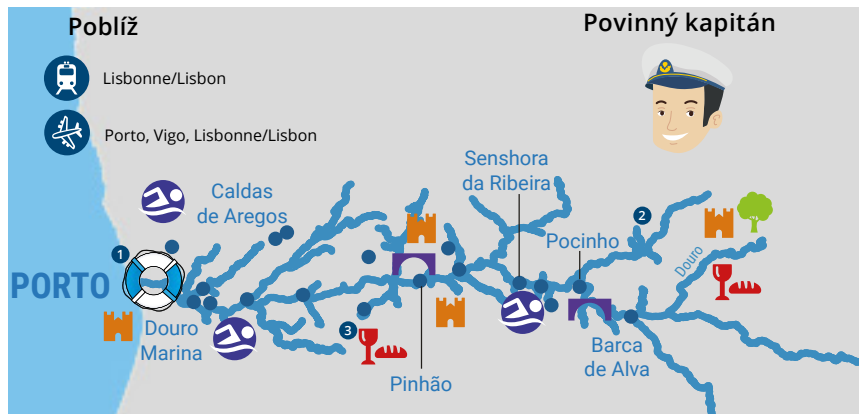 Poblíž
Povinný kapitán
Lisbonne/Lisbon
Porto, Vigo, Lisbonne/Lisbon
Senshora
da Ribeira
Caldas
de Aregos
2
Pocinho
1
Douro
PORTO
Douro
Marina
3
Barca
de Alva
Pinhão